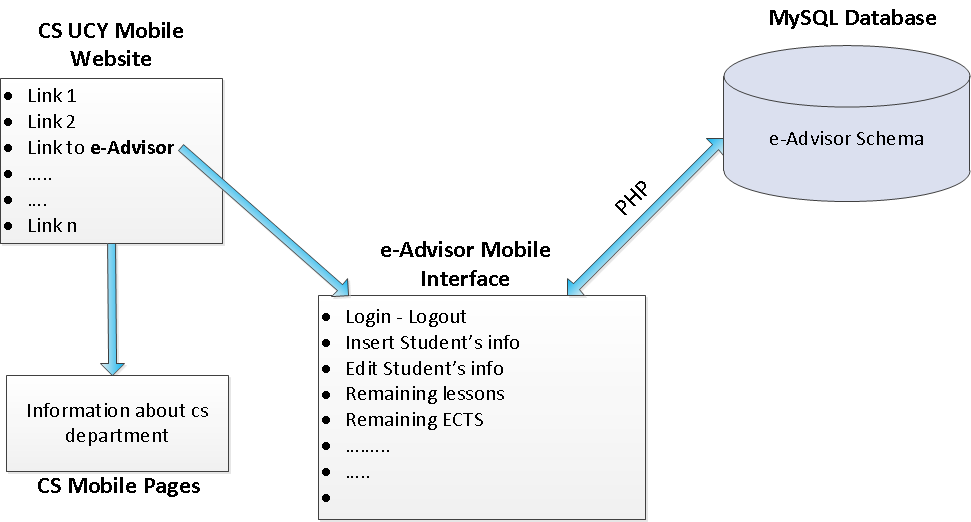 CS UCY Mobile
Website
• Link 1
• Link 2
• Link to e-Advisor
• .....
• ....
• Link n
Information about cs
department
CS Mobile Pages
e-Advisor Mobile
Interface
• Login - Logout
• Insert Student's info
• Edit Student's info
• Remaining lessons
• Remaining ECTS
• .........
• .....
•
PHP
MySQL Database
e-Advisor Schema